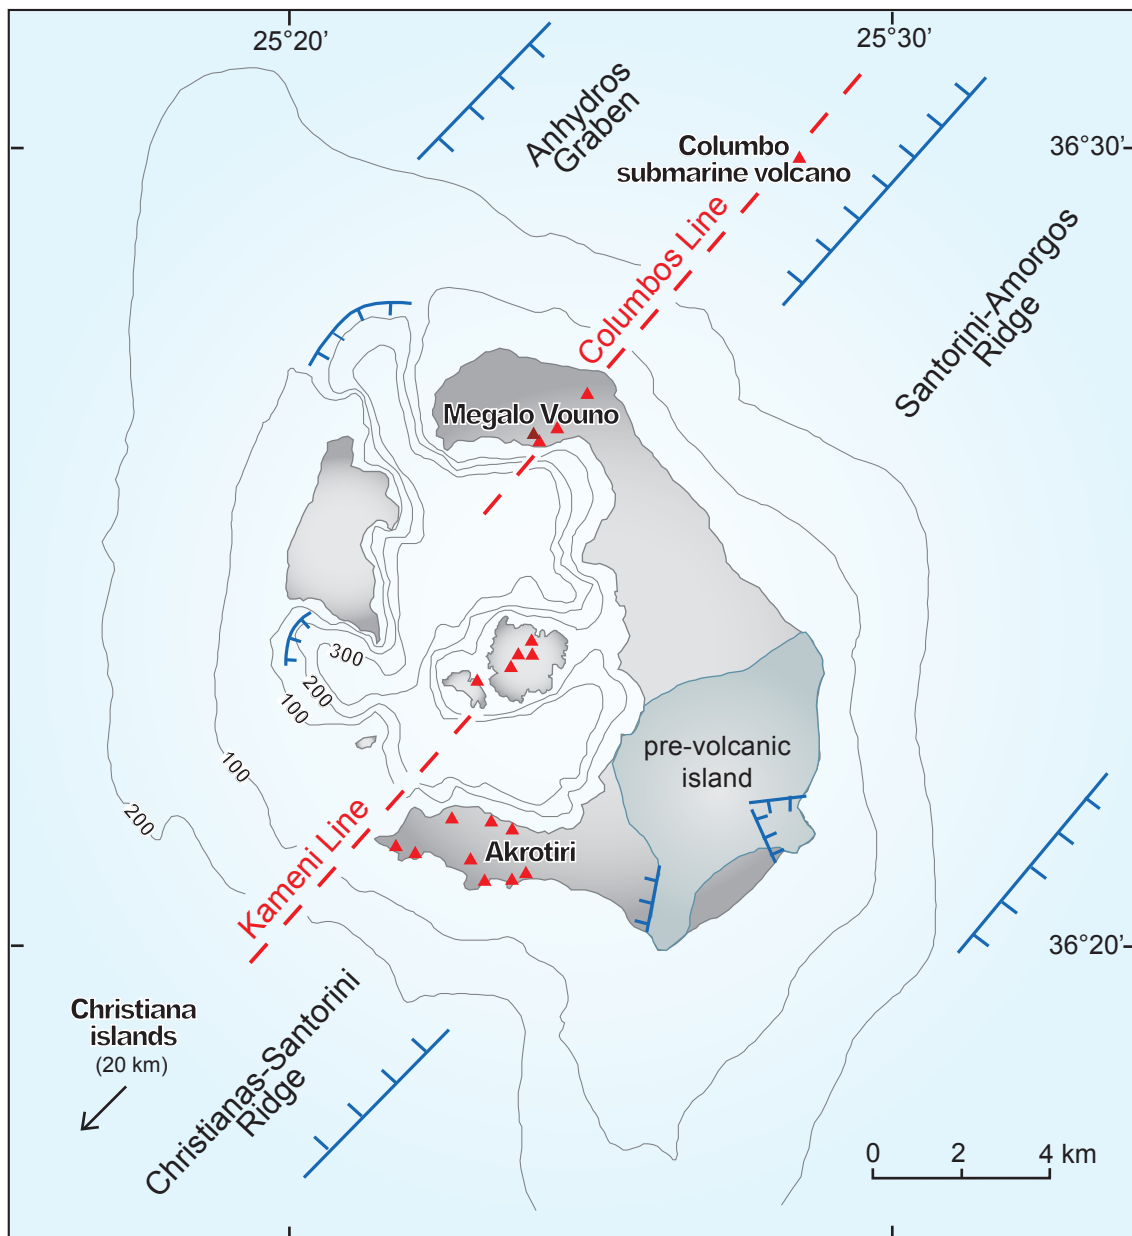 25°20’
25°30’
Anhydros
Graben
Columbo
submarine volcano
36°30’
Columbos Line
Santorini-Amorgos
Ridge
Megalo Vouno
300
200
100
100
200
pre-volcanic
island
Kameni Line
Akrotiri
36°20’
Christiana
islands
(20 km)
Christianas-Santorini
Ridge
0 2 4 km